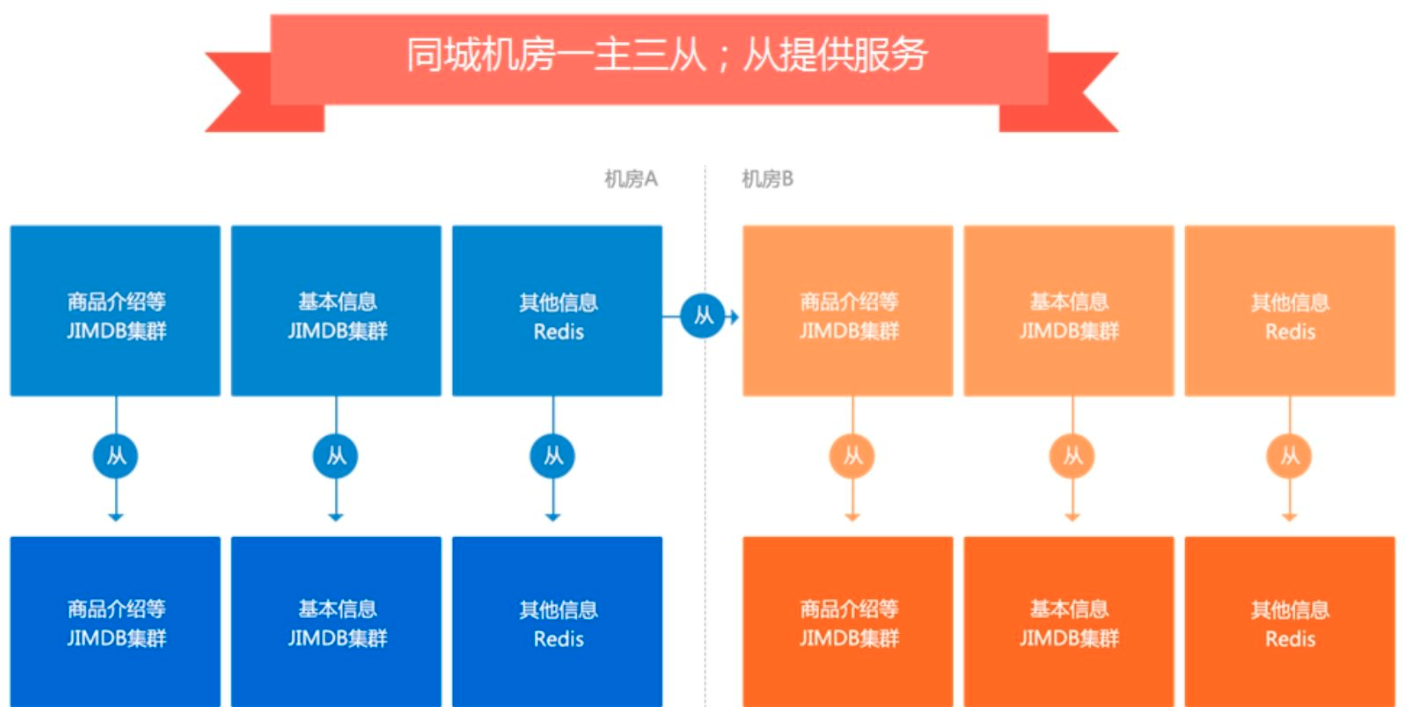 同城机房一主三从；从提供服务
机房A
机房B
商品介绍等
JIMDB集群
基本信息
JIMDB集群
其他信息
Redis
从
商品介绍等
JIMDB集群
基本信息
JIMDB集群
其他信息
Redis
从
从
从
从
从
从
商品介绍等
JIMDB集群
基本信息
JIMDB集群
其他信息
Redis
商品介绍等
JIMDB集群
基本信息
JIMDB集群
其他信息
Redis